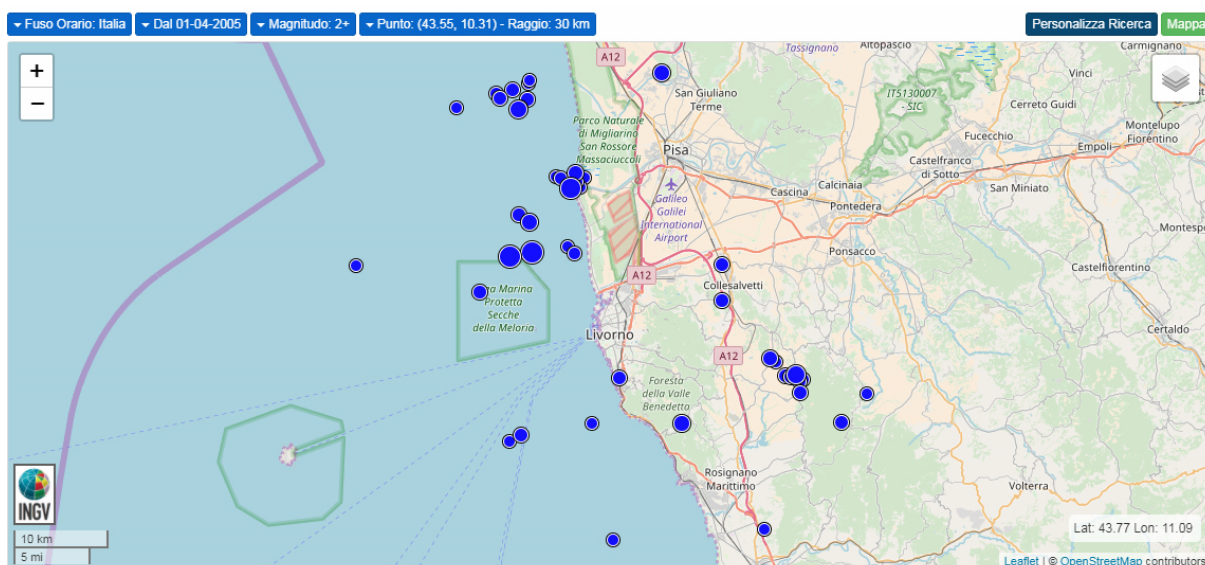 Fuso Orario: Italia Dal 01-04-2005 Magnitudo: 2+ Punto: (43.55, 10.31) - Raggio: 30 km Personalizza Ricerca Mappa
+
−
A12
Tassignano
Altopascio
Carmignano
San Giuliano
Terme
IT5130007
- SIC
Vinci
Cerreto Guidi
Montelupo
Fiorentino
Parco Naturale
di Migliarino
San Rossore
Massaciuccoli
Pisa
Fucecchio
Empoli
Castelfranco
di Sotto
San Miniato
Cascina
Calcinaia
Pontedera
Galileo
Galilei
International
Airport
Ponsacco
Montespe
A12
Castelfiorentino
Collesalvetti
Marina
Protetta
Secche
della Meloria
Livorno
Certaldo
A12
Foresta
della Valle
Benedetta
Rosignano
Marittimo
Volterra
INGV
10 km
5 mi
Lat: 43.77 Lon: 11.09
Leaflet | © OpenStreetMap contributors